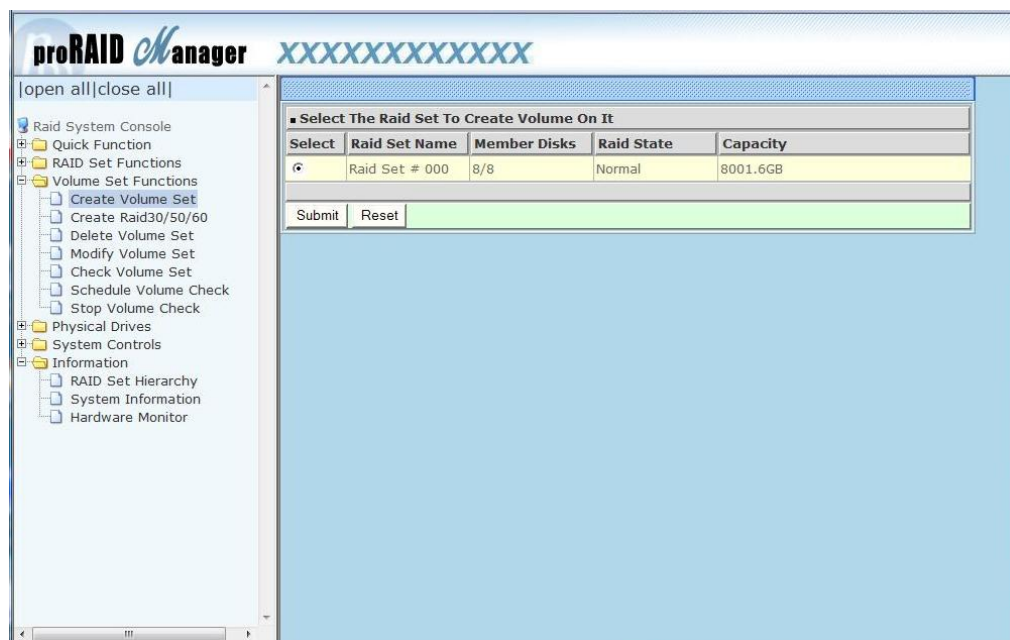 proRAID Manager XXXXXXXXXXXX
|open all|close all|
Raid System Console
Quick Function
RAID Set Functions
Volume Set Functions
Create Volume Set
Create Raid30/50/60
Delete Volume Set
Modify Volume Set
Check Volume Set
Schedule Volume Check
Stop Volume Check
Physical Drives
System Controls
Information
RAID Set Hierarchy
System Information
Hardware Monitor
Select The Raid Set To Create Volume On It
Select Raid Set Name Member Disks Raid State Capacity
Raid Set # 000 8/8 Normal 8001.6GB
Submit Reset